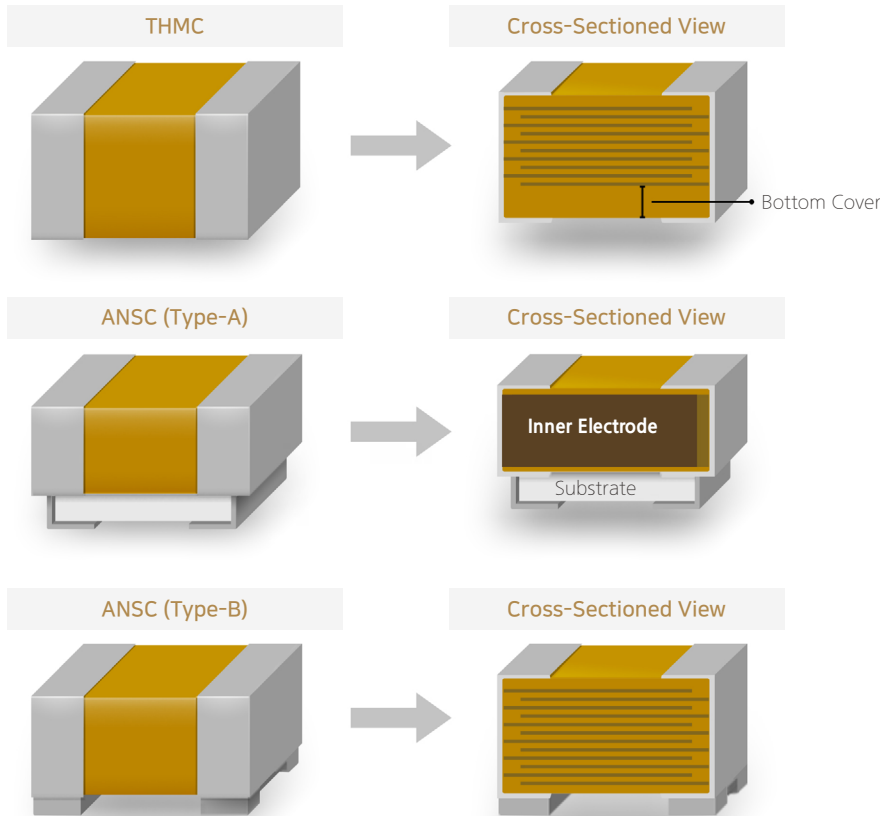 THMC
Cross-Sectioned View
Bottom Cover
ANSC (Type-A)
Cross-Sectioned View
Inner Electrode
Substrate
ANSC (Type-B)
Cross-Sectioned View